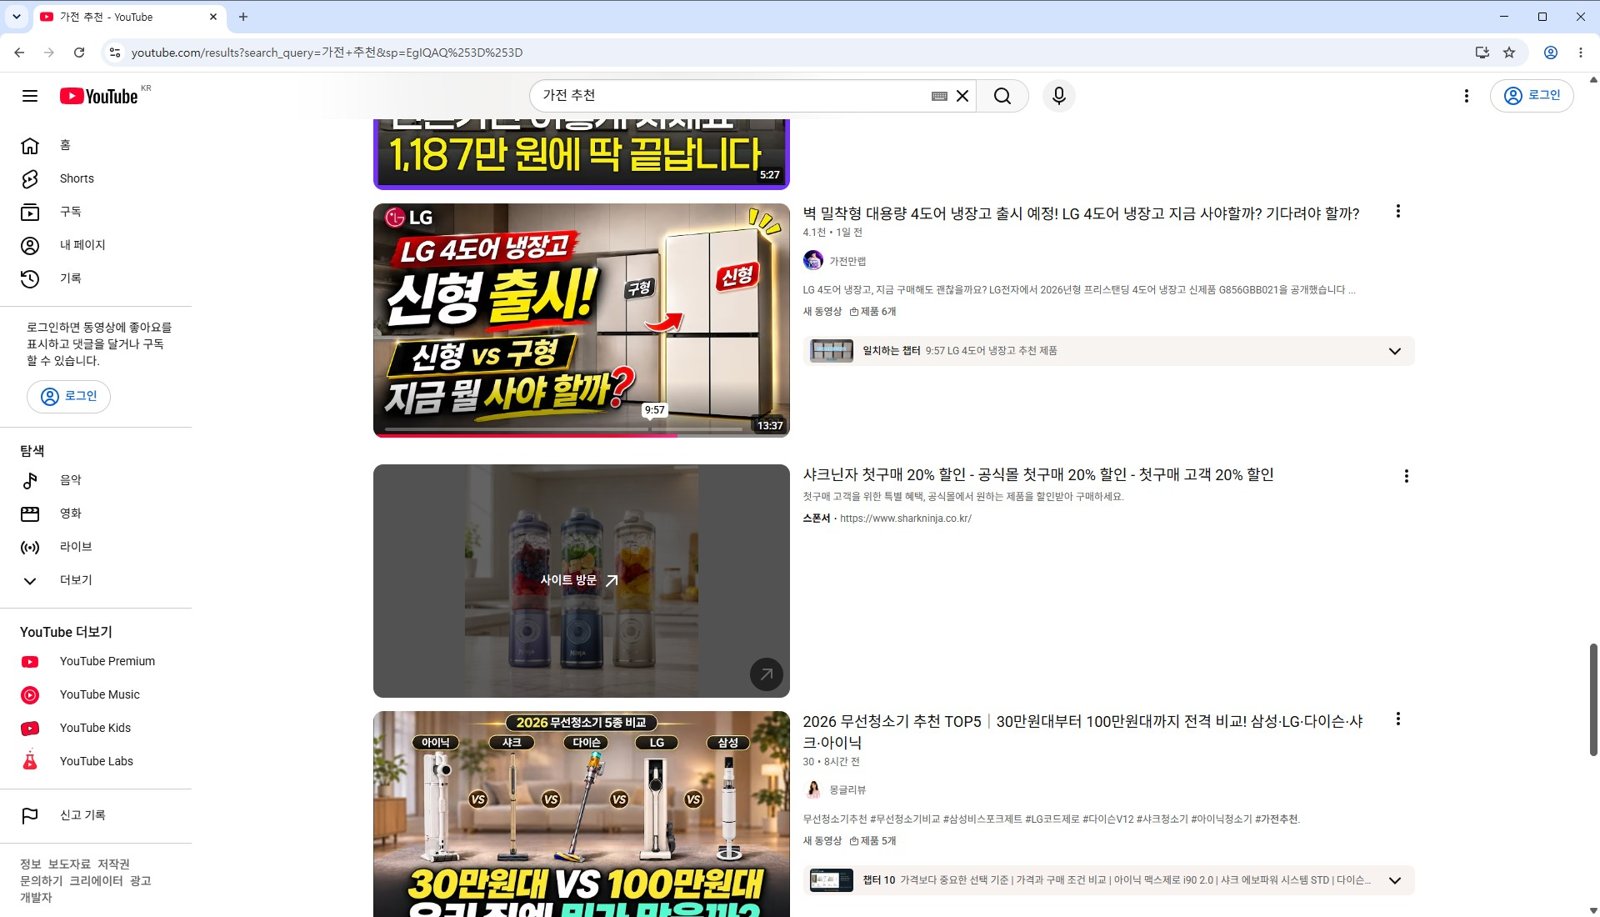 가전 추천 - YouTube
youtube.com/results?search_query=가전+추천&sp=EgIQAQ%253D%253D
YouTube KR
가전 추천
로그인
홈
Shorts
구독
내 페이지
기록
로그인하면 동영상에 좋아요를
표시하고 댓글을 달거나 구독
할 수 있습니다.
로그인
탐색
음악
영화
라이브
더보기
YouTube 더보기
YouTube Premium
YouTube Music
YouTube Kids
YouTube Labs
신고 기록
정보 보도자료 저작권
문의하기 크리에이터 광고
개발자
1,187만 원에 딱 끝납니다
5:27
LG
LG 4도어 냉장고
신형 출시!
구형
신형
신형 vs 구형
지금 뭘 사야 할까?
9:57
13:37
벽 밀착형 대용량 4도어 냉장고 출시 예정! LG 4도어 냉장고 지금 사야할까? 기다려야 할까?
4.1천 • 1일 전
가전만랩
LG 4도어 냉장고, 지금 구매해도 괜찮을까요? LG전자에서 2026년형 프리스탠딩 4도어 냉장고 신제품 G856GBB021을 공개했습니다 ...
새 동영상 제품 6개
일치하는 챕터 9:57 LG 4도어 냉장고 추천 제품
사이트 방문
NINJA
샤크닌자 첫구매 20% 할인 - 공식몰 첫구매 20% 할인 - 첫구매 고객 20% 할인
첫구매 고객을 위한 특별 혜택, 공식몰에서 원하는 제품을 할인받아 구매하세요.
스폰서 · https://www.sharkninja.co.kr/
2026 무선청소기 5종 비교
아이닉 샤크 다이슨 LG 삼성
VS VS VS VS
30만원대 VS 100만원대
2026 무선청소기 추천 TOP5｜30만원대부터 100만원대까지 전격 비교! 삼성·LG·다이슨·샤
크·아이닉
30 • 8시간 전
몽글리뷰
무선청소기추천 #무선청소기비교 #삼성비스포크제트 #LG코드제로 #다이슨V12 #샤크청소기 #아이닉청소기 #가전추천.
새 동영상 제품 5개
챕터 10 가격보다 중요한 선택 기준 | 가격과 구매 조건 비교 | 아이닉 맥스제로 i90 2.0 | 샤크 에보파워 시스템 STD | 다이슨...